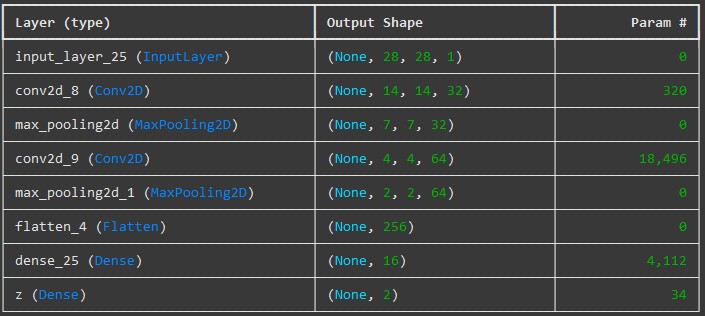 Layer (type) Output Shape Param #
input_layer_25 (InputLayer) (None, 28, 28, 1) 0
conv2d_8 (Conv2D) (None, 14, 14, 32) 320
max_pooling2d (MaxPooling2D) (None, 7, 7, 32) 0
conv2d_9 (Conv2D) (None, 4, 4, 64) 18,496
max_pooling2d_1 (MaxPooling2D) (None, 2, 2, 64) 0
flatten_4 (Flatten) (None, 256) 0
dense_25 (Dense) (None, 16) 4,112
z (Dense) (None, 2) 34